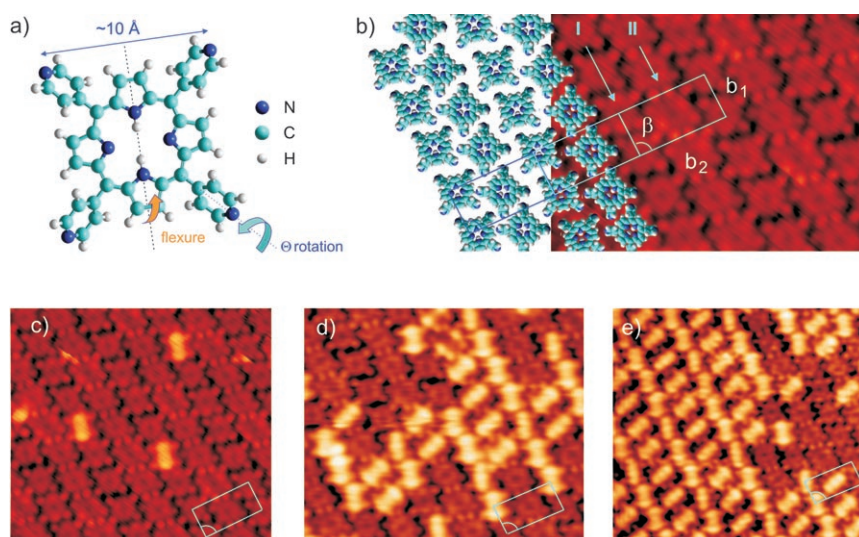 a)
~10 Å
N
C
H
flexure
Θ rotation
b)
I
II
b1
β
b2
c)
d)
e)